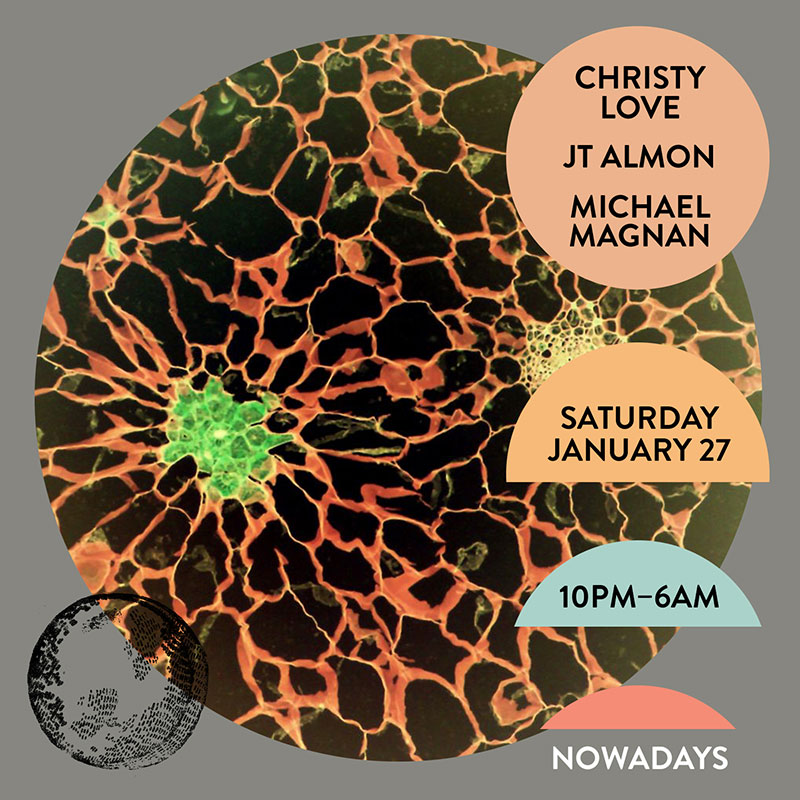 CHRISTY
LOVE
JT ALMON
MICHAEL
MAGNAN
SATURDAY
JANUARY 27
10PM–6AM
NOWADAYS